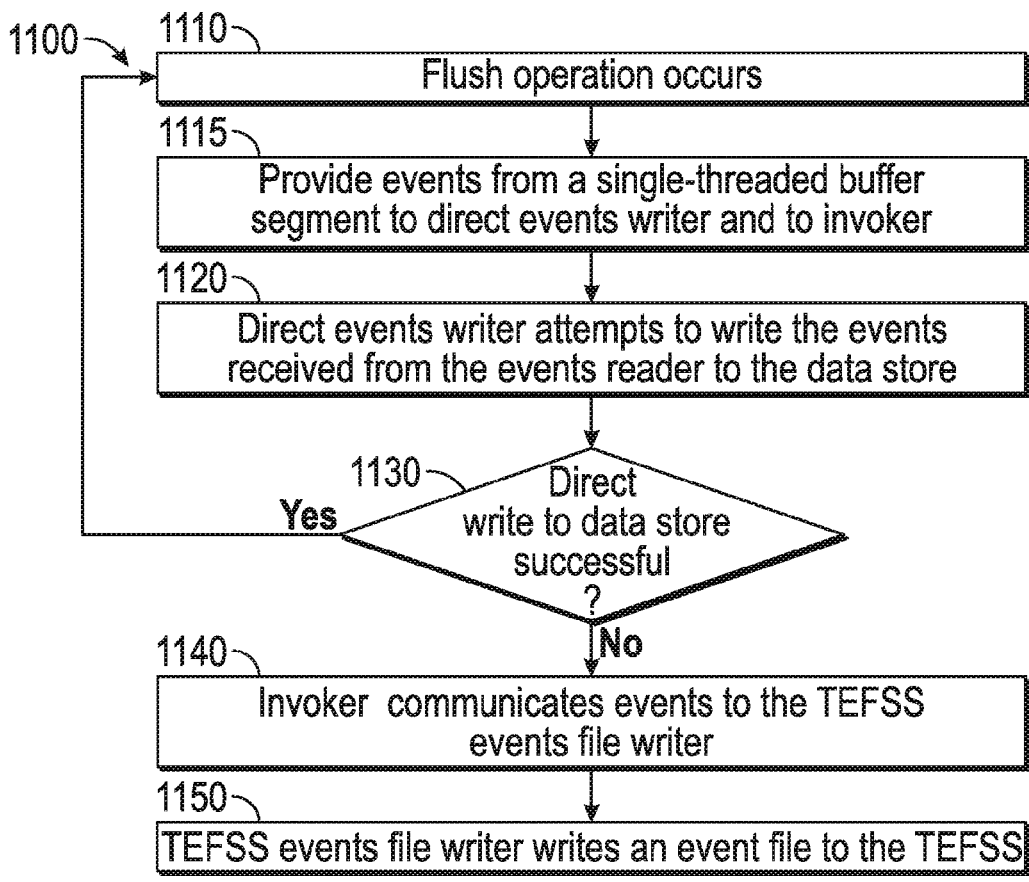 1100
1110
Flush operation occurs
1115
Provide events from a single-threaded buffer
segment to direct events writer and to invoker
1120
Direct events writer attempts to write the events
received from the events reader to the data store
1130
Direct
write to data store
successful
?
Yes
No
1140
Invoker communicates events to the TEFSS
events file writer
1150
TEFSS events file writer writes an event file to the TEFSS